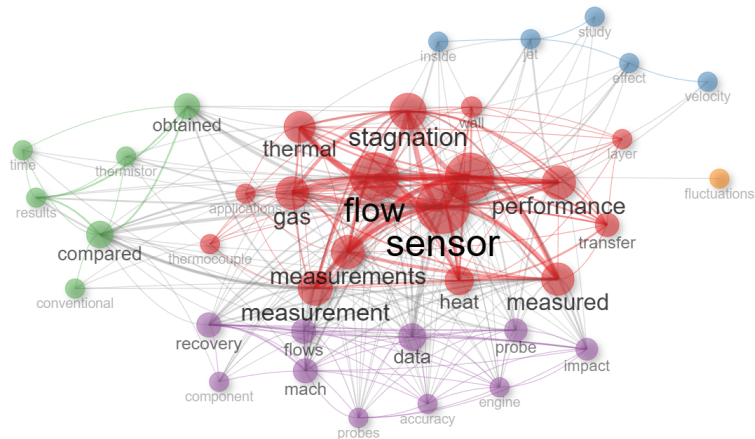 study
inside
jet
effect
velocity
obtained
wall
stagnation
thermal
layer
time
thermistor
fluctuations
results
applications
gas
flow
performance
compared
transfer
sensor
thermocouple
measurements
conventional
heat
measured
measurement
recovery
flows
data
probe
impact
component
mach
engine
accuracy
probes